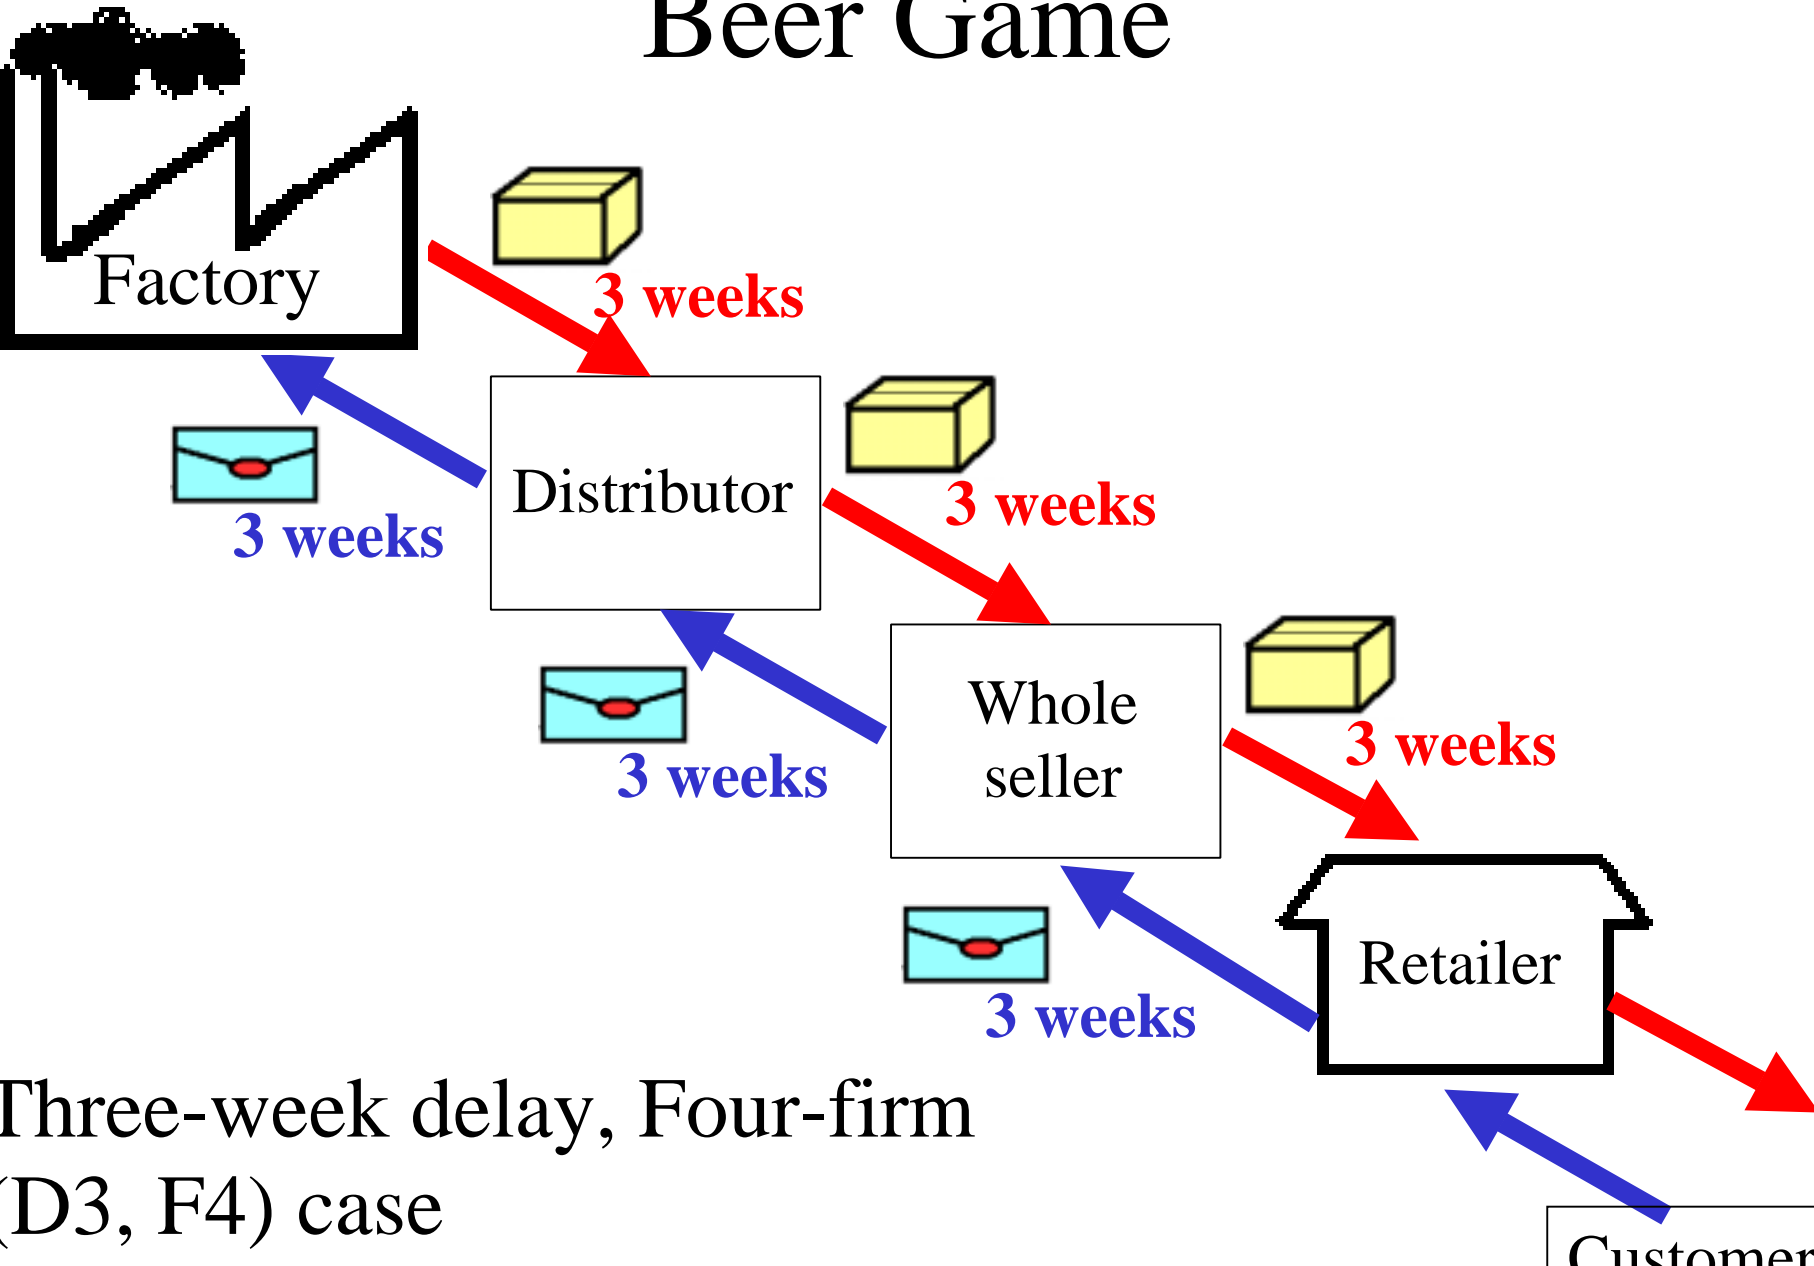 Beer Game
Factory
3 weeks
3 weeks
Distributor
3 weeks
3 weeks
Whole
seller
3 weeks
3 weeks
Retailer
Three-week delay, Four-firm
(D3, F4) case
Customer